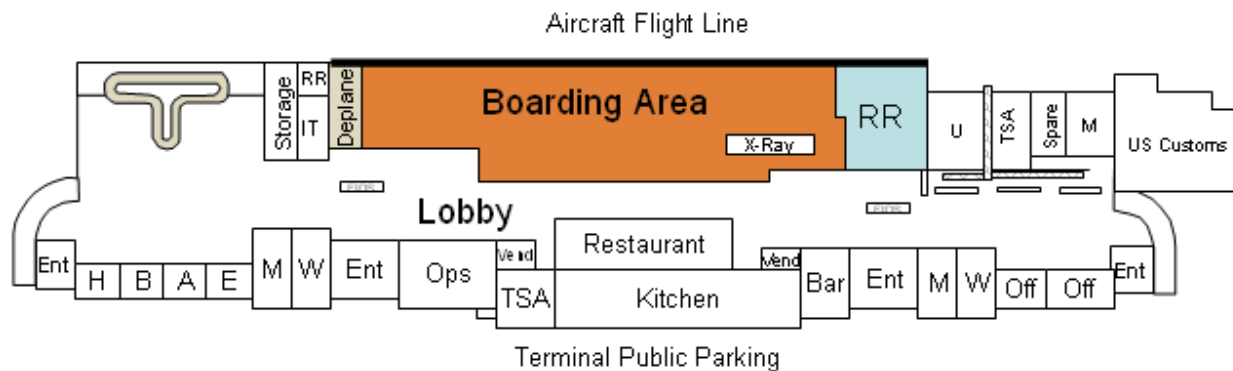 Aircraft Flight Line
Storage
RR
IT
Deplane
Boarding Area
X-Ray
RR
U
TSA
Spare
M
US Customs
Lobby
Ent
H
B
A
E
M
W
Ent
Ops
Vend
TSA
Restaurant
Kitchen
Vend
Bar
Ent
M
W
Off
Off
Ent
Terminal Public Parking